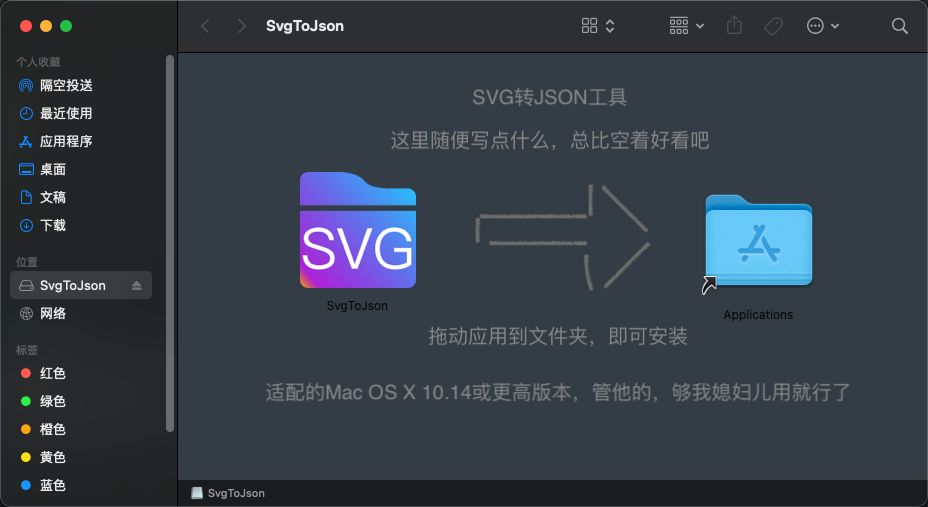 SvgToJson
个人收藏
隔空投送
最近使用
应用程序
桌面
文稿
下载
位置
SvgToJson
网络
标签
红色
绿色
橙色
黄色
蓝色
SVG转JSON工具
这里随便写点什么，总比空着好看吧
SVG
SvgToJson
Applications
拖动应用到文件夹，即可安装
适配的Mac OS X 10.14或更高版本，管他的，够我媳妇儿用就行了
SvgToJson